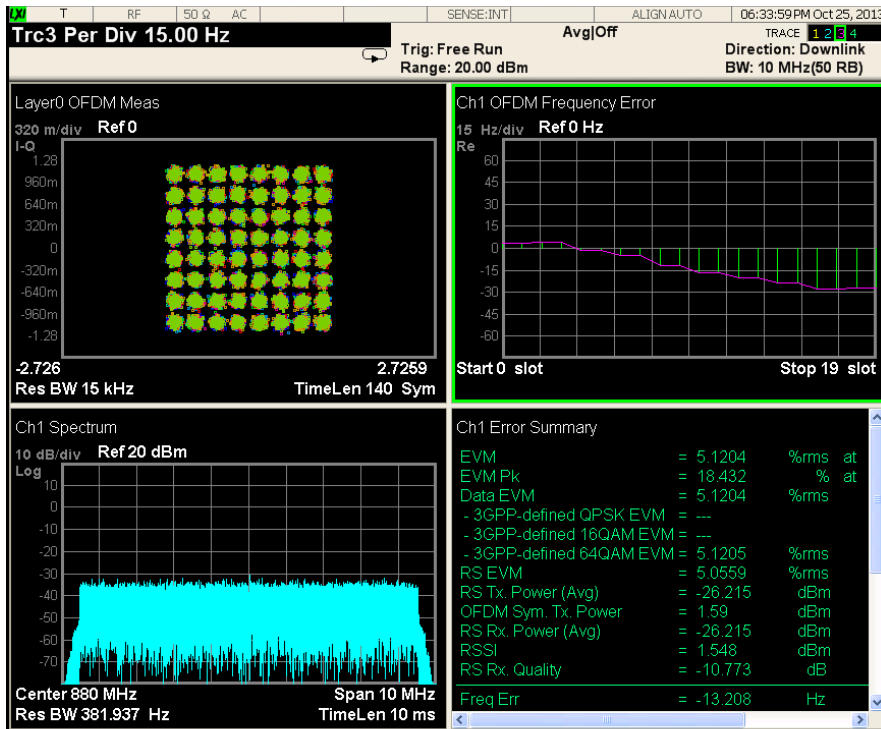 LXI T RF 50 Ω AC SENSE:INT ALIGN AUTO 06:33:59 PM Oct 25, 2013
Trc3 Per Div 15.00 Hz
Avg|Off
TRACE 1 2 3 4
Trig: Free Run
Direction: Downlink
Range: 20.00 dBm
BW: 10 MHz(50 RB)
Layer0 OFDM Meas
320 m/div Ref 0
I-Q
1.28
960m
640m
320m
0
-320m
-640m
-960m
-1.28
-2.726 2.7259
Res BW 15 kHz TimeLen 140 Sym
Ch1 OFDM Frequency Error
15 Hz/div Ref 0 Hz
Re
60
45
30
15
0
-15
-30
-45
-60
Start 0 slot Stop 19 slot
Ch1 Spectrum
10 dB/div Ref 20 dBm
Log
10
0
-10
-20
-30
-40
-50
-60
-70
Center 880 MHz Span 10 MHz
Res BW 381.937 Hz TimeLen 10 ms
Ch1 Error Summary
EVM = 5.1204 %rms at
EVM Pk = 18.432 % at
Data EVM = 5.1204 %rms
- 3GPP-defined QPSK EVM = ---
- 3GPP-defined 16QAM EVM = ---
- 3GPP-defined 64QAM EVM = 5.1205 %rms
RS EVM = 5.0559 %rms
RS Tx. Power (Avg) = -26.215 dBm
OFDM Sym. Tx. Power = 1.59 dBm
RS Rx. Power (Avg) = -26.215 dBm
RSSI = 1.548 dBm
RS Rx. Quality = -10.773 dB
Freq Err = -13.208 Hz